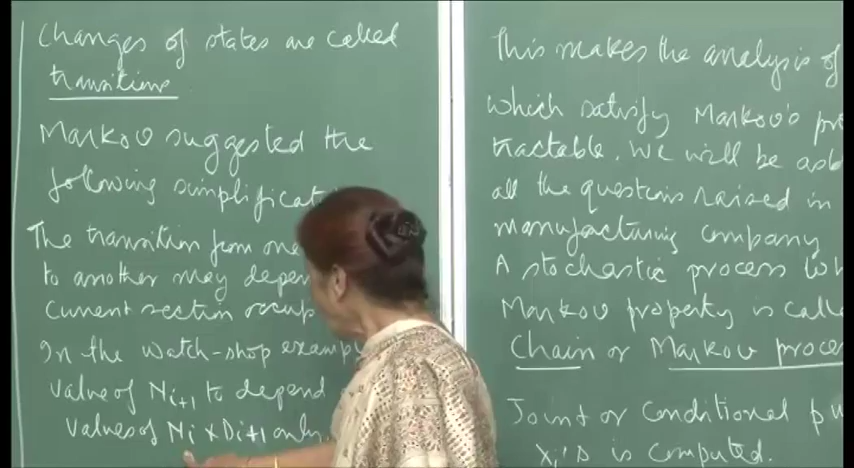 Changes of states are called
transitions
Markov suggested the
following simplificat
The transition from one
to another may depen
current section occup
In the watch-shop exampl
value of Ni+1 to depend
values of Ni & Di+1 only
This makes the analysis of
which satisfy Markov's pr
tractable. We will be
all the questions raised in
manufacturing company
A stochastic process wh
Markov property is call
Chain or Markov proce
Joint or conditional p
Xi's is computed.